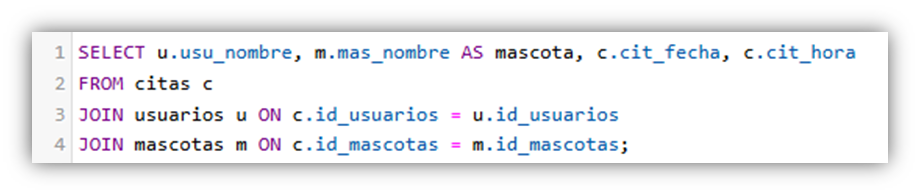 1 SELECT u.usu_nombre, m.mas_nombre AS mascota, c.cit_fecha, c.cit_hora
2 FROM citas c
3 JOIN usuarios u ON c.id_usuarios = u.id_usuarios
4 JOIN mascotas m ON c.id_mascotas = m.id_mascotas;